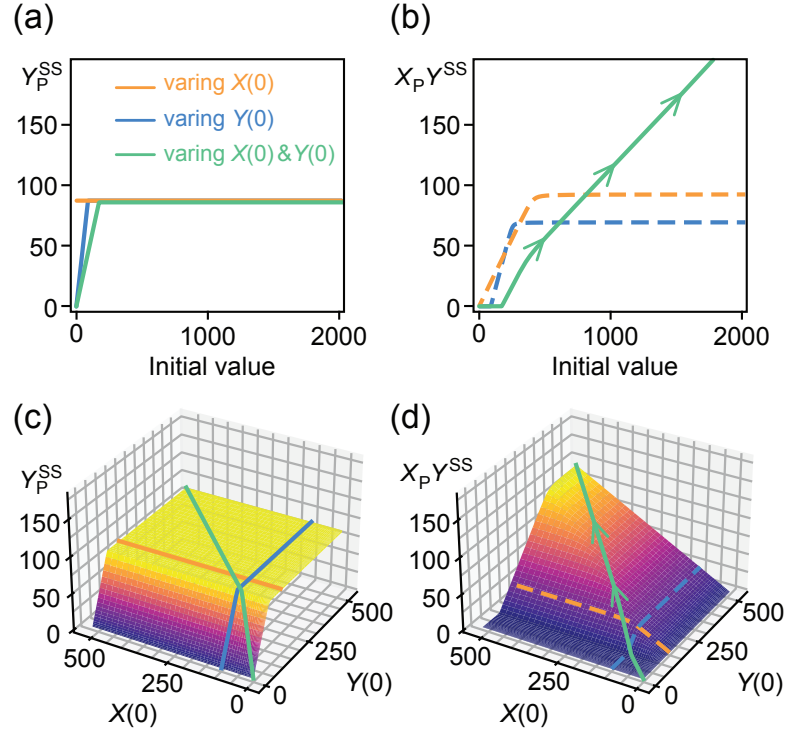 (a)
Y_P^SS
varing X(0)
varing Y(0)
varing X(0) & Y(0)
150
100
50
0
0 1000 2000
Initial value
(b)
X_P Y^SS
150
100
50
0
0 1000 2000
Initial value
(c)
Y_P^SS
150
100
50
0
500
250
0
X(0)
0
250
500
Y(0)
(d)
X_P Y^SS
150
100
50
0
500
250
0
X(0)
0
250
500
Y(0)